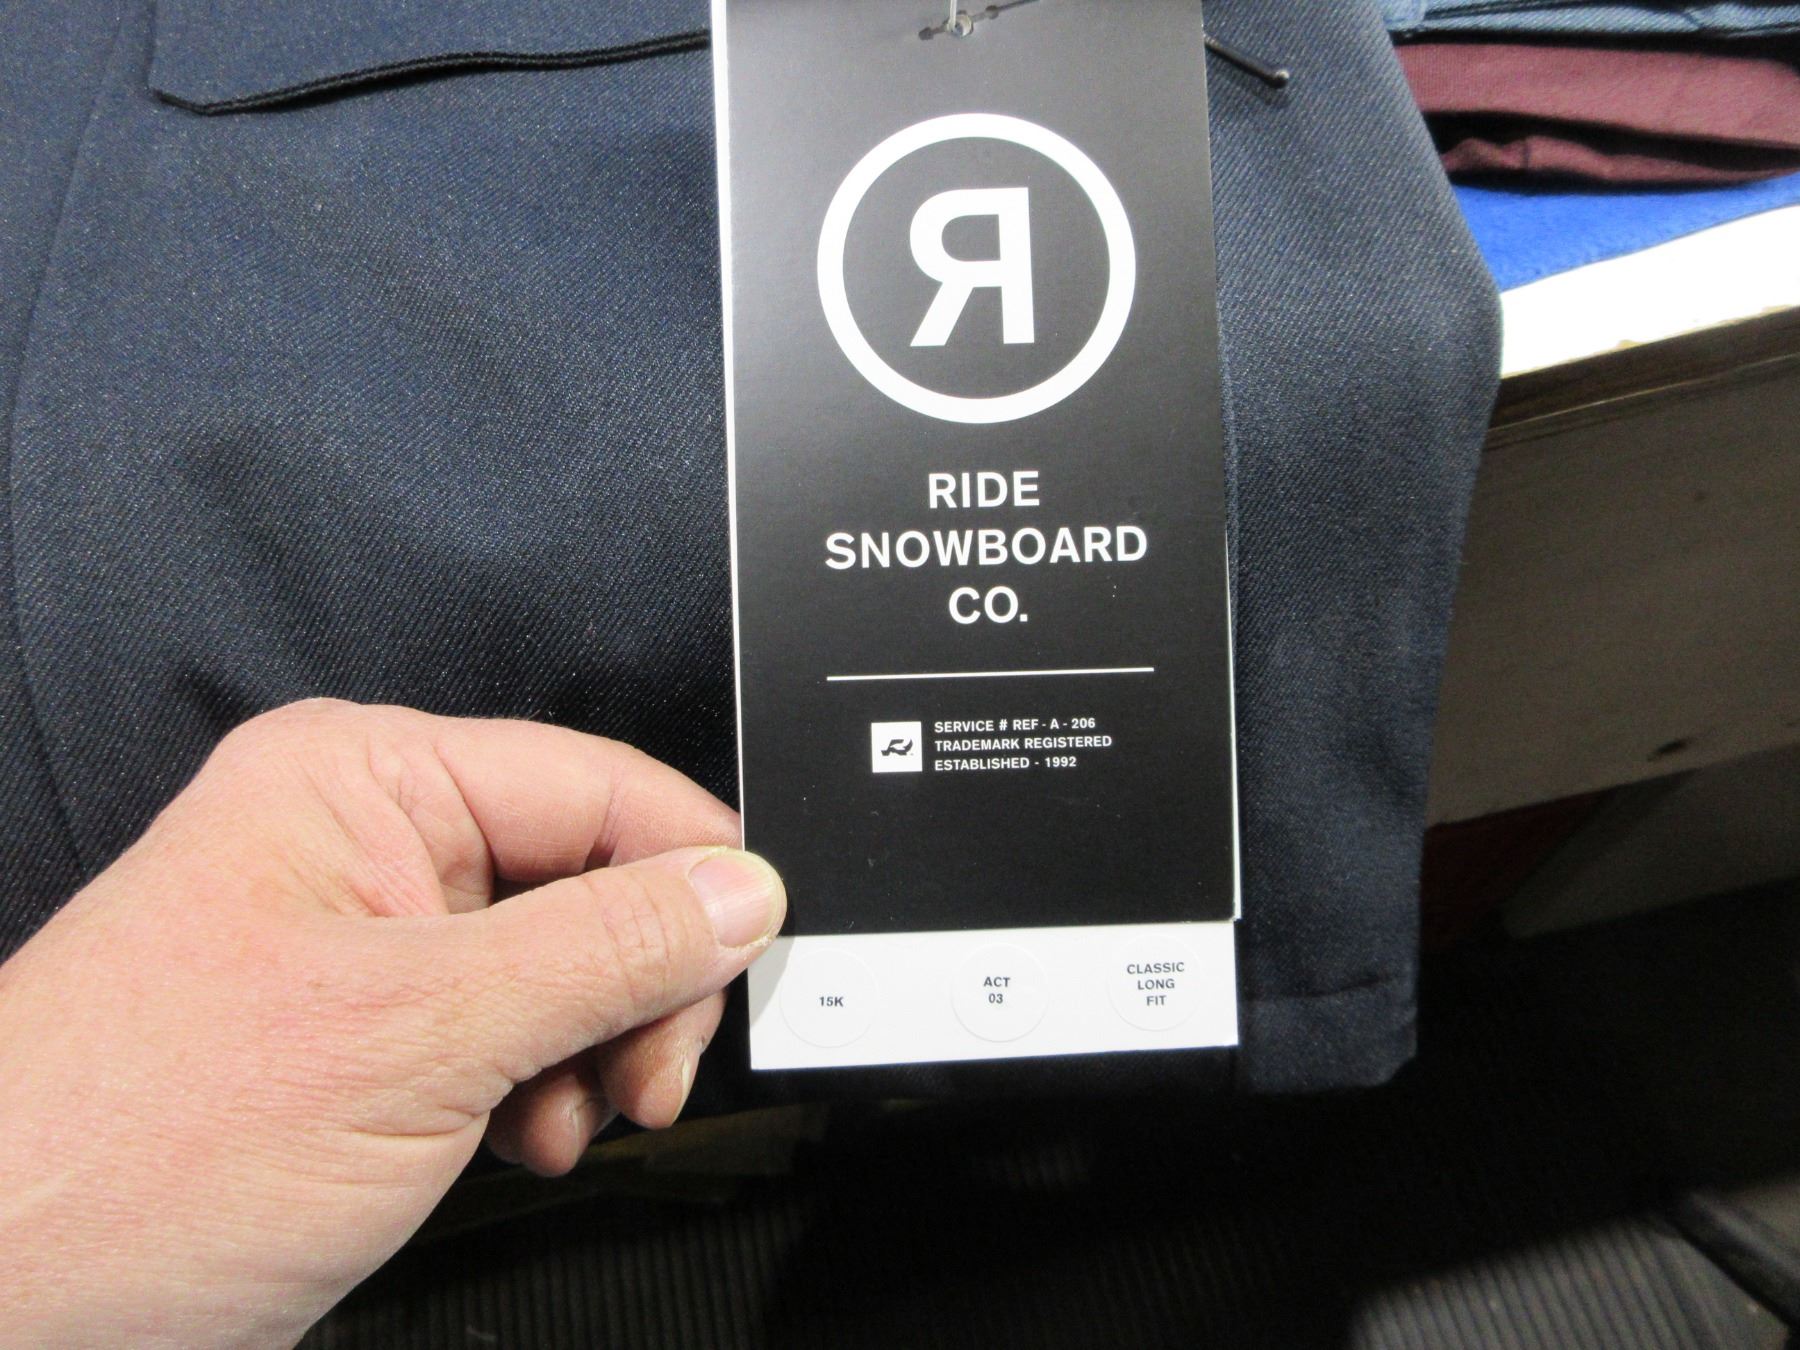 R
RIDE
SNOWBOARD
CO.
SERVICE # REF - A - 206
TRADEMARK REGISTERED
ESTABLISHED - 1992
15K
ACT
03
CLASSIC
LONG
FIT